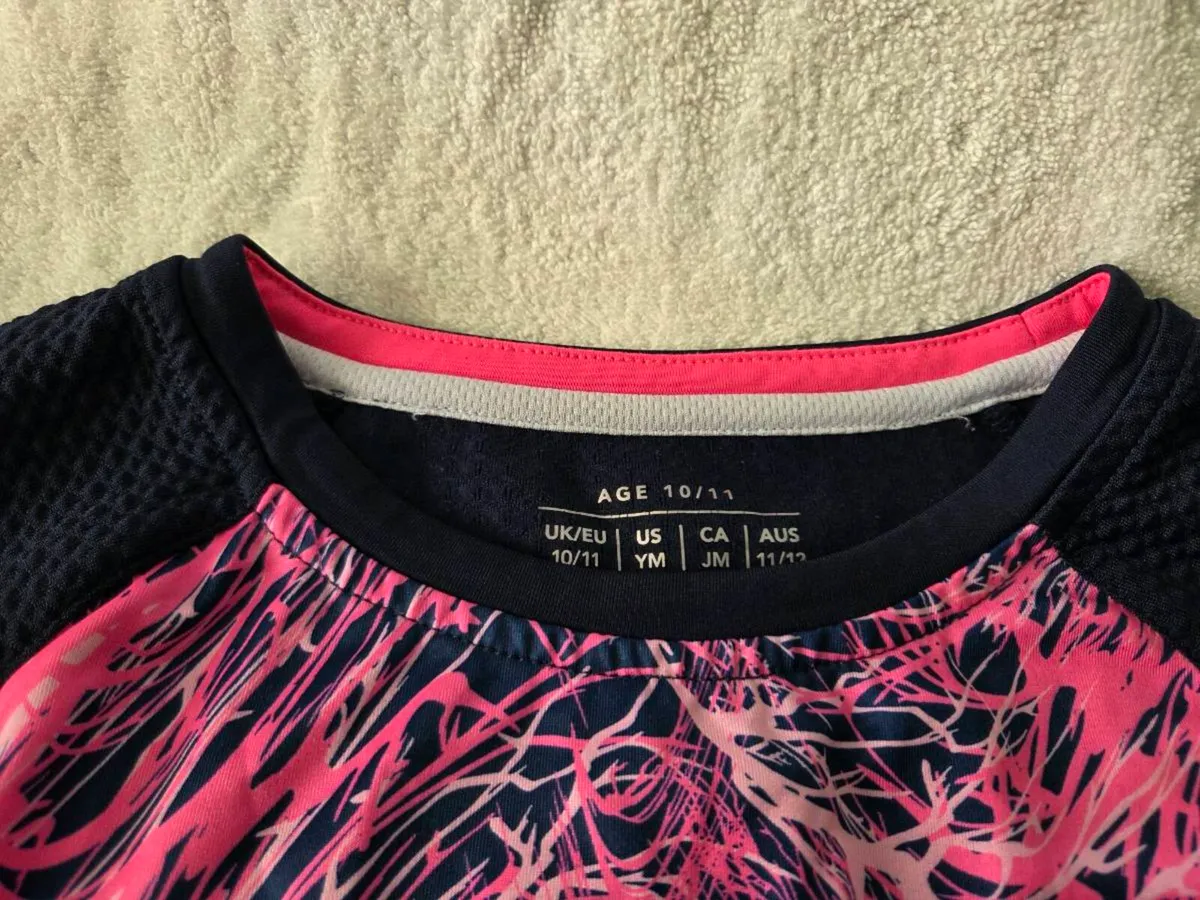 AGE 10/11
UK/EU | US | CA | AUS
10/11 | YM | JM | 11/12